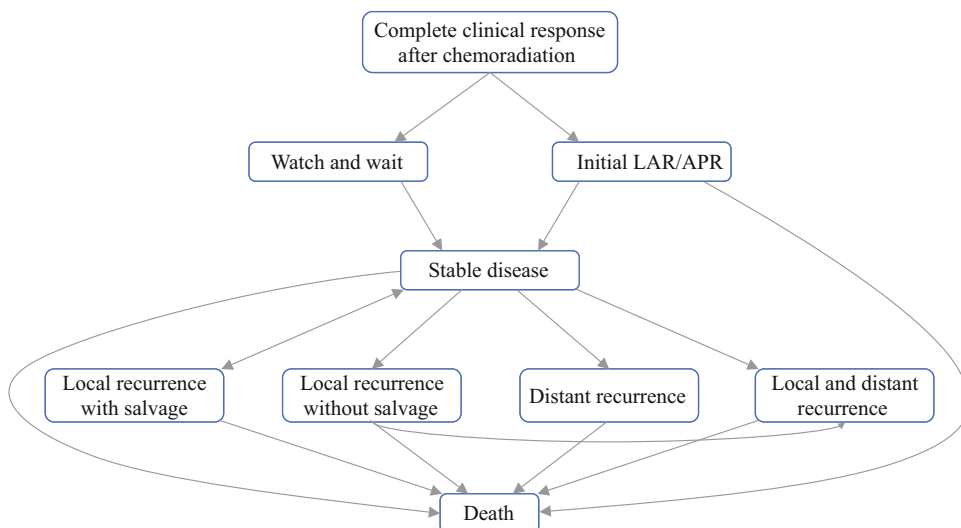 Complete clinical response
after chemoradiation
Watch and wait
Initial LAR/APR
Stable disease
Local recurrence
with salvage
Local recurrence
without salvage
Distant recurrence
Local and distant
recurrence
Death